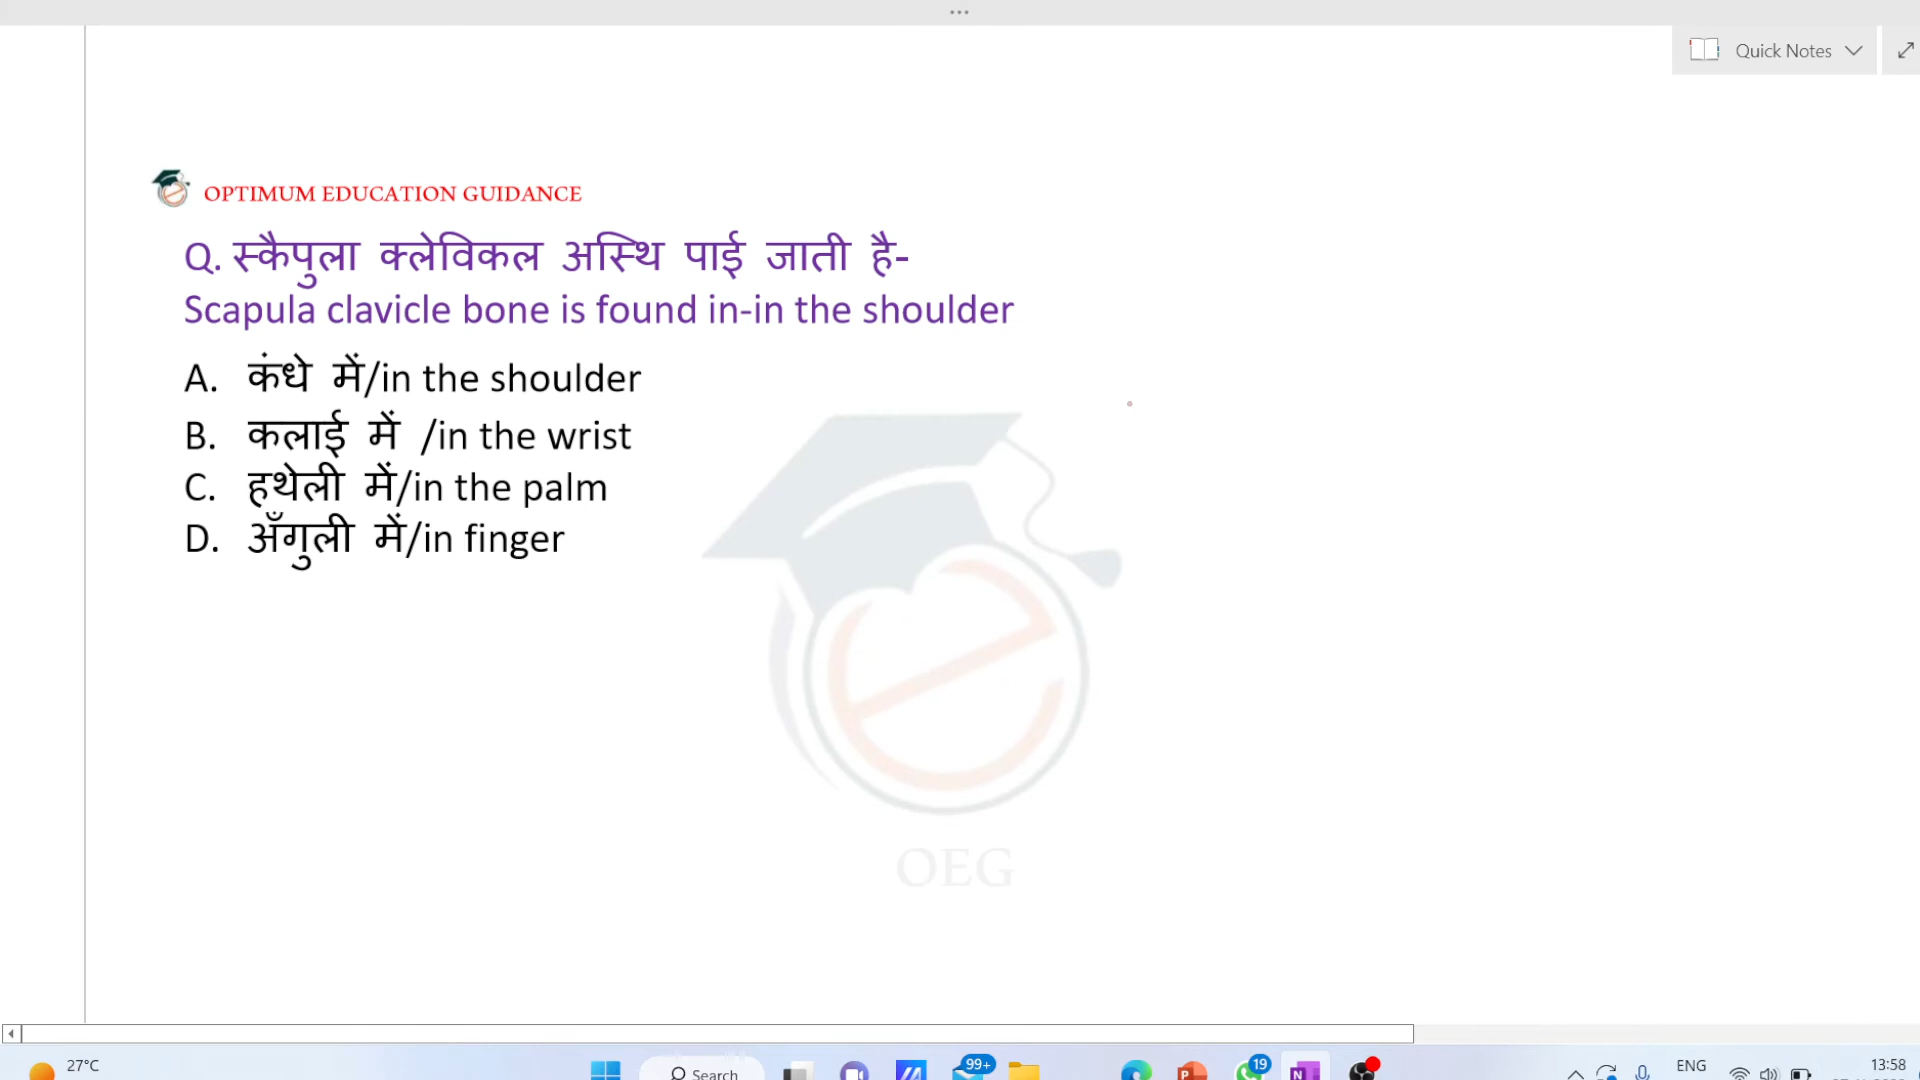 Quick Notes
OPTIMUM EDUCATION GUIDANCE
Q. स्कैपुला क्लेविकल अस्थि पाई जाती है-
Scapula clavicle bone is found in-in the shoulder
A. कंधे में/in the shoulder
B. कलाई में /in the wrist
C. हथेली में/in the palm
D. अँगुली में/in finger
OEG
27°C
Search
99+
19
ENG
13:58